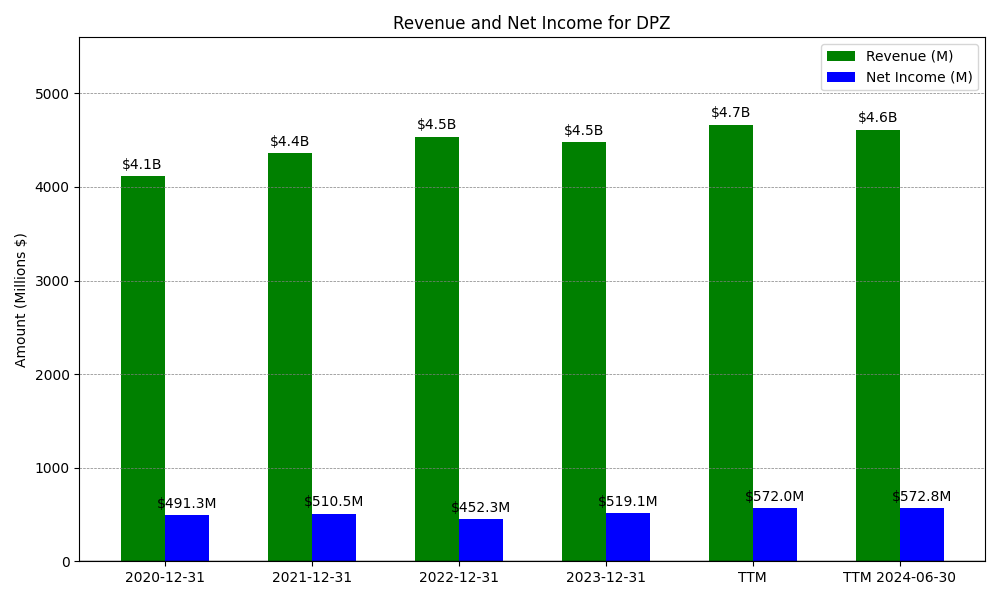 Revenue and Net Income for DPZ
Revenue (M)
Net Income (M)
Amount (Millions $)
5000
4000
3000
2000
1000
0
$4.1B
$4.4B
$4.5B
$4.5B
$4.7B
$4.6B
$491.3M
$510.5M
$452.3M
$519.1M
$572.0M
$572.8M
2020-12-31
2021-12-31
2022-12-31
2023-12-31
TTM
TTM 2024-06-30